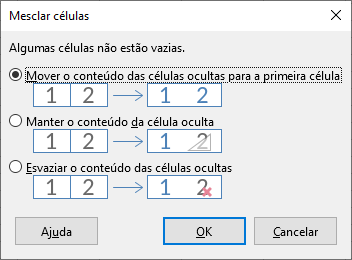 Mesclar células
Algumas células não estão vazias.
Mover o conteúdo das células ocultas para a primeira célula
1 2 1 2
Manter o conteúdo da célula oculta
1 2 1 2
Esvaziar o conteúdo das células ocultas
1 2 1 2
Ajuda OK Cancelar